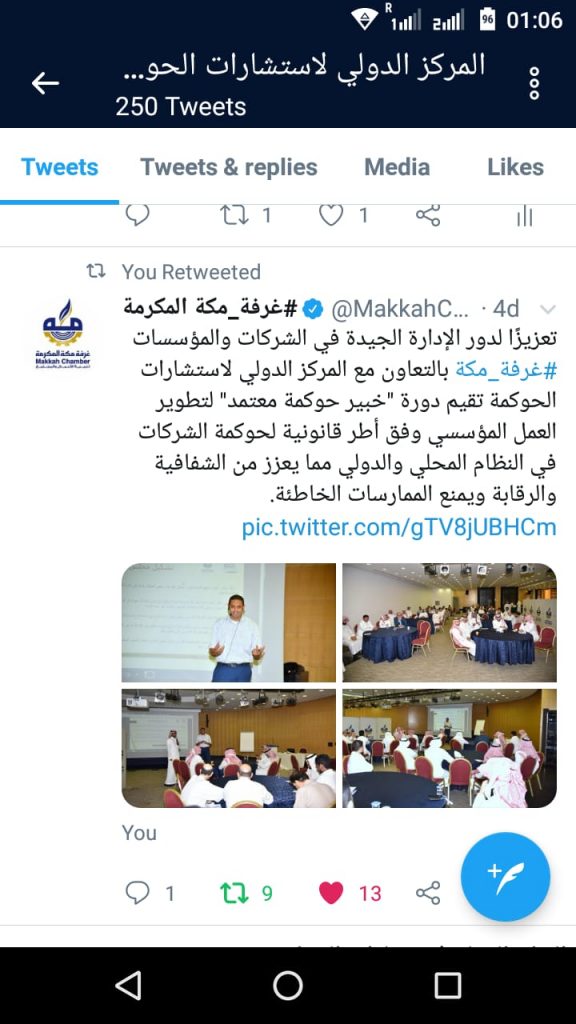 R 1 2 96 01:06
المركز الدولي لاستشارات الحو...
250 Tweets
Tweets Tweets & replies Media Likes
1 1
You Retweeted
#غرفة_مكة المكرمة @MakkahC... · 4d
غرفة مكة المكرمة
Makkah Chamber
تعزيزًا لدور الإدارة الجيدة في الشركات والمؤسسات
#غرفة_مكة بالتعاون مع المركز الدولي لاستشارات
الحوكمة تقيم دورة "خبير حوكمة معتمد" لتطوير
العمل المؤسسي وفق أطر قانونية لحوكمة الشركات
في النظام المحلي والدولي مما يعزز من الشفافية
والرقابة ويمنع الممارسات الخاطئة.
pic.twitter.com/gTV8jUBHCm
You
1 9 13